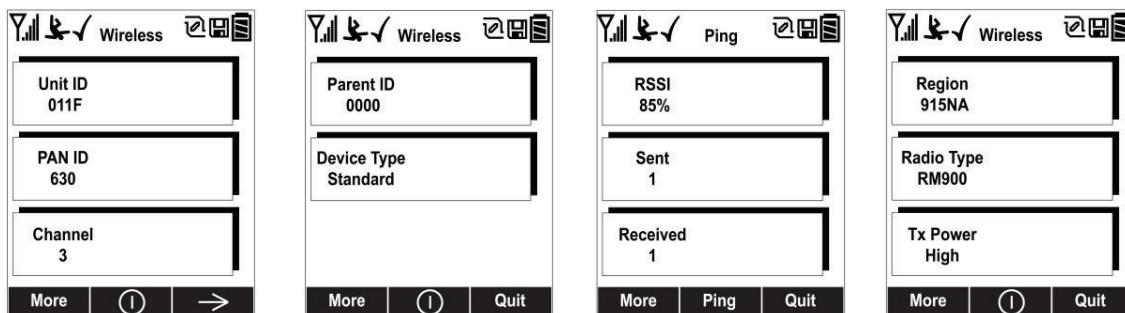 Wireless
Unit ID
011F
PAN ID
630
Channel
3
More
Wireless
Parent ID
0000
Device Type
Standard
More
Quit
Ping
RSSI
85%
Sent
1
Received
1
More
Ping
Quit
Wireless
Region
915NA
Radio Type
RM900
Tx Power
High
More
Quit